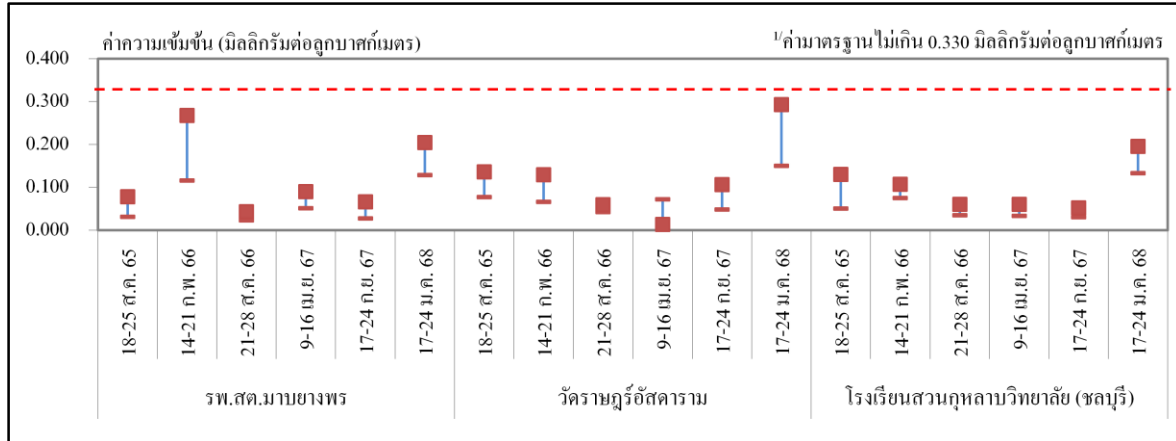 ค่าความเข้มข้น (มิลลิกรัมต่อลูกบาศก์เมตร) ¹/ค่ามาตรฐานไม่เกิน 0.330 มิลลิกรัมต่อลูกบาศก์เมตร
0.400
0.300
0.200
0.100
0.000
18-25 ส.ค. 65
14-21 ก.พ. 66
21-28 ส.ค. 66
9-16 เม.ย. 67
17-24 ก.ย. 67
17-24 ม.ค. 68
18-25 ส.ค. 65
14-21 ก.พ. 66
21-28 ส.ค. 66
9-16 เม.ย. 67
17-24 ก.ย. 67
17-24 ม.ค. 68
18-25 ส.ค. 65
14-21 ก.พ. 66
21-28 ส.ค. 66
9-16 เม.ย. 67
17-24 ก.ย. 67
17-24 ม.ค. 68
รพ.สต.มาบยางพร
วัดราษฎร์อัสดาราม
โรงเรียนสวนกุหลาบวิทยาลัย (ชลบุรี)